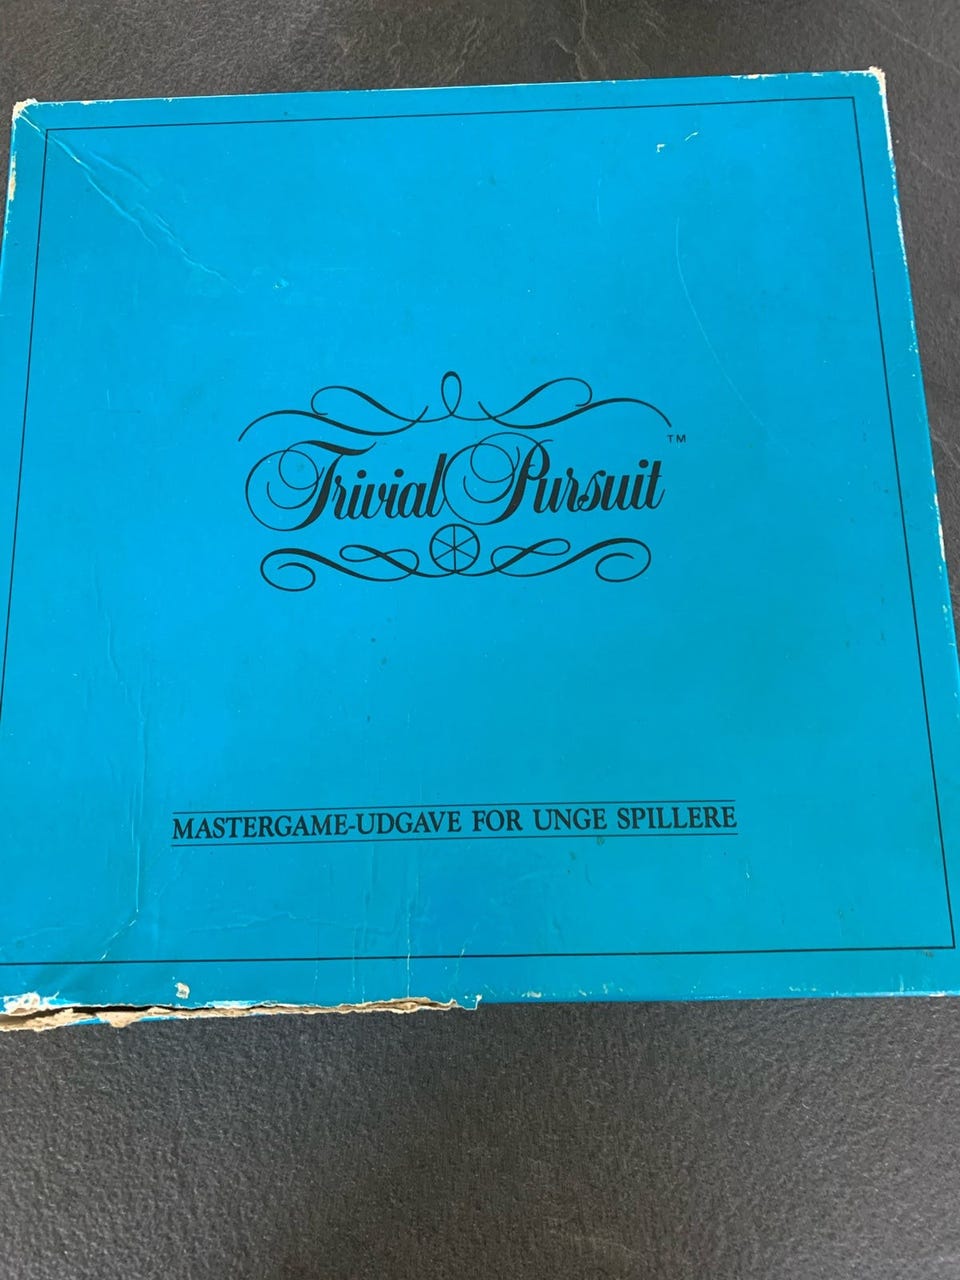 Trivial Pursuit™
MASTERGAME-UDGAVE FOR UNGE SPILLERE